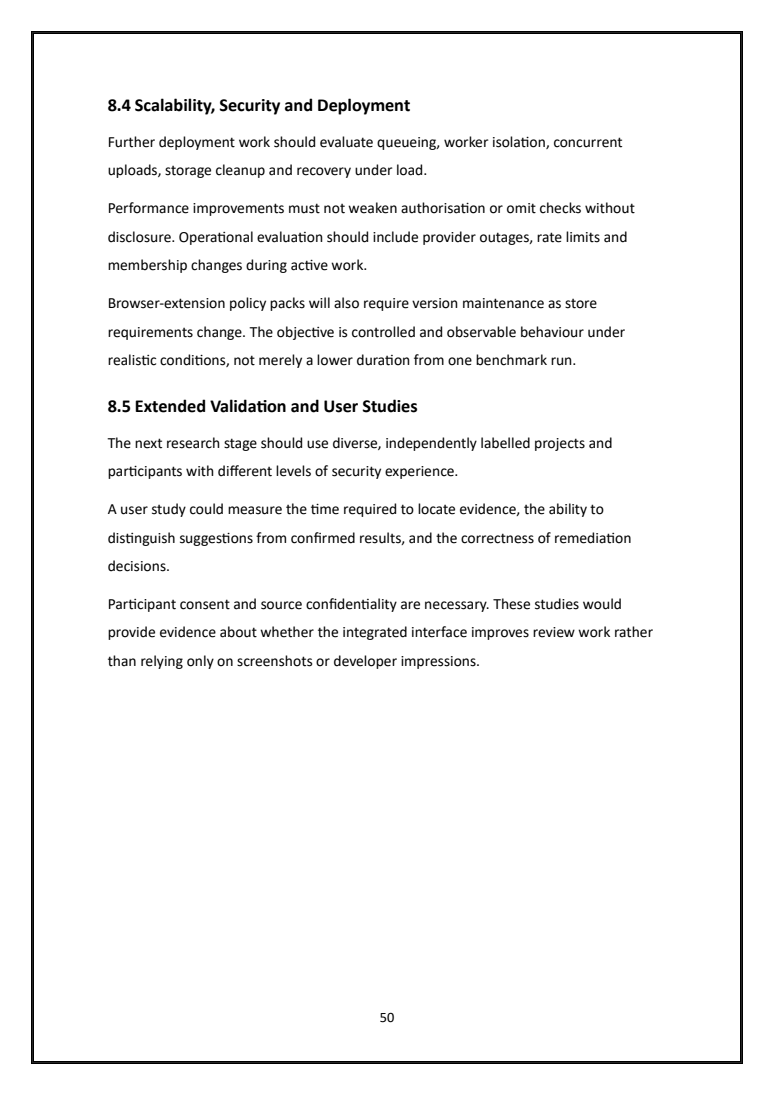 8.4 Scalability, Security and Deployment
Further deployment work should evaluate queueing, worker isolation, concurrent
uploads, storage cleanup and recovery under load.
Performance improvements must not weaken authorisation or omit checks without
disclosure. Operational evaluation should include provider outages, rate limits and
membership changes during active work.
Browser-extension policy packs will also require version maintenance as store
requirements change. The objective is controlled and observable behaviour under
realistic conditions, not merely a lower duration from one benchmark run.
8.5 Extended Validation and User Studies
The next research stage should use diverse, independently labelled projects and
participants with different levels of security experience.
A user study could measure the time required to locate evidence, the ability to
distinguish suggestions from confirmed results, and the correctness of remediation
decisions.
Participant consent and source confidentiality are necessary. These studies would
provide evidence about whether the integrated interface improves review work rather
than relying only on screenshots or developer impressions.
50